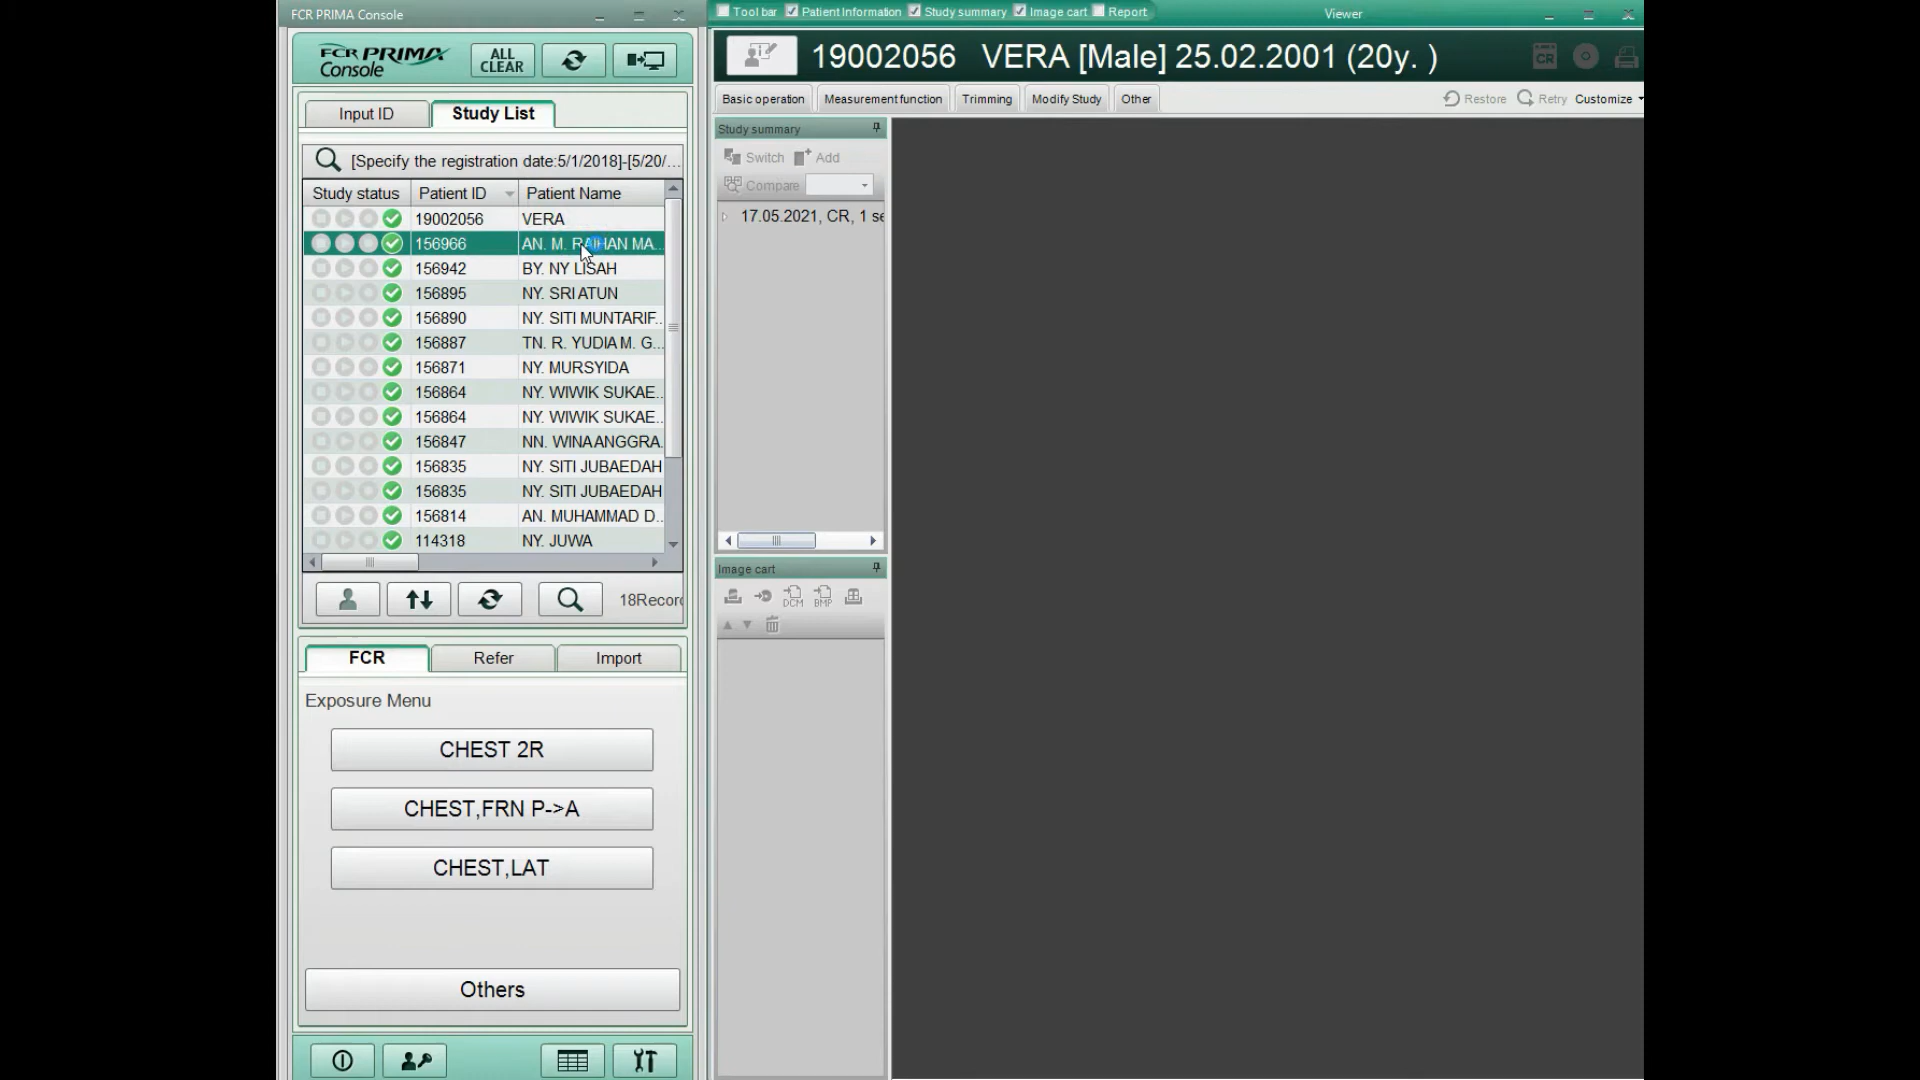 FCR PRIMA Console
FCR PRIMA
Console
ALL
CLEAR
Input ID
Study List
[Specify the registration date:5/1/2018]-[5/20/...
Study status Patient ID Patient Name
19002056 VERA
156966 AN. M. RAIHAN MA...
156942 BY. NY LISAH
156895 NY. SRI ATUN
156890 NY. SITI MUNTARIF..
156887 TN. R. YUDIA M. G...
156871 NY. MURSYIDA
156864 NY. WIWIK SUKAE..
156864 NY. WIWIK SUKAE..
156847 NN. WINA ANGGRA.
156835 NY. SITI JUBAEDAH
156835 NY. SITI JUBAEDAH
156814 AN. MUHAMMAD D..
114318 NY. JUWA
18Record
FCR Refer Import
Exposure Menu
CHEST 2R
CHEST,FRN P->A
CHEST,LAT
Others
Tool bar Patient Information Study summary Image cart Report
Viewer
19002056 VERA [Male] 25.02.2001 (20y. )
CR
Basic operation Measurement function Trimming Modify Study Other
Restore Retry Customize
Study summary
Switch Add
Compare
17.05.2021, CR, 1 se
Image cart
DCM BMP